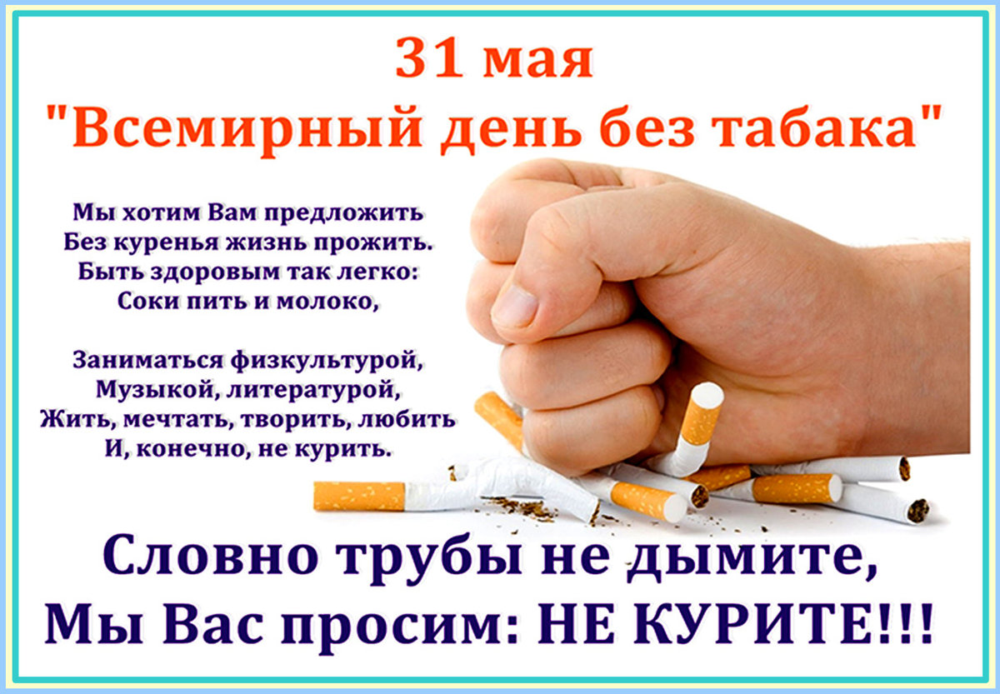 31 мая
"Всемирный день без табака"
Мы хотим Вам предложить
Без куренья жизнь прожить.
Быть здоровым так легко:
Соки пить и молоко,
Заниматься физкультурой,
Музыкой, литературой,
Жить, мечтать, творить, любить
И, конечно, не курить.
Словно трубы не дымите,
Мы Вас просим: НЕ КУРИТЕ!!!